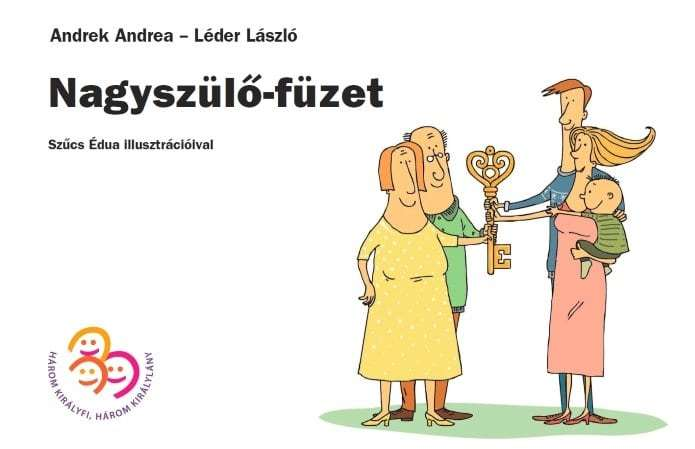 Andrek Andrea – Léder László
Nagyszülő-füzet
Szűcs Édua illusztrációival
HÁROM KIRÁLYFI, HÁROM KIRÁLYLÁNY